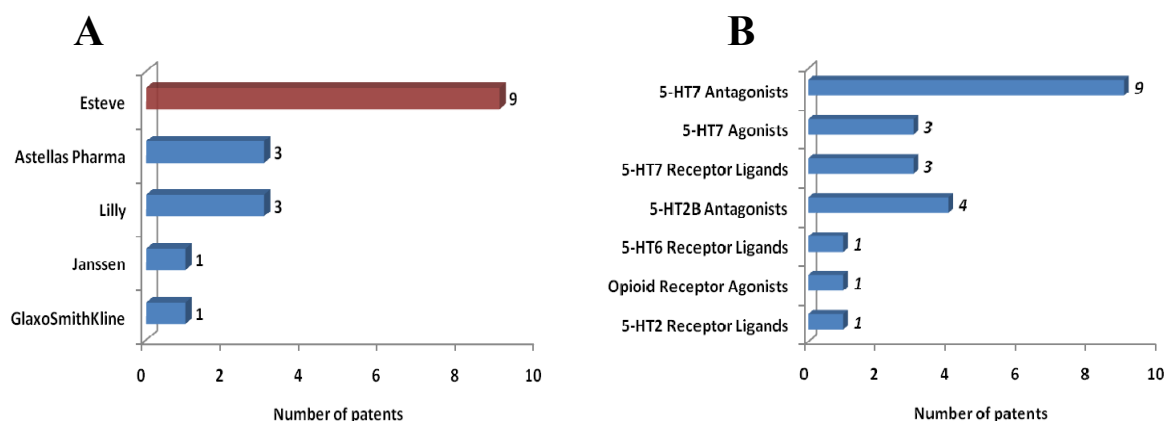 A
Esteve 9
Astellas Pharma 3
Lilly 3
Janssen 1
GlaxoSmithKline 1
0 2 4 6 8 10
Number of patents
B
5-HT7 Antagonists 9
5-HT7 Agonists 3
5-HT7 Receptor Ligands 3
5-HT2B Antagonists 4
5-HT6 Receptor Ligands 1
Opioid Receptor Agonists 1
5-HT2 Receptor Ligands 1
0 2 4 6 8 10
Number of patents